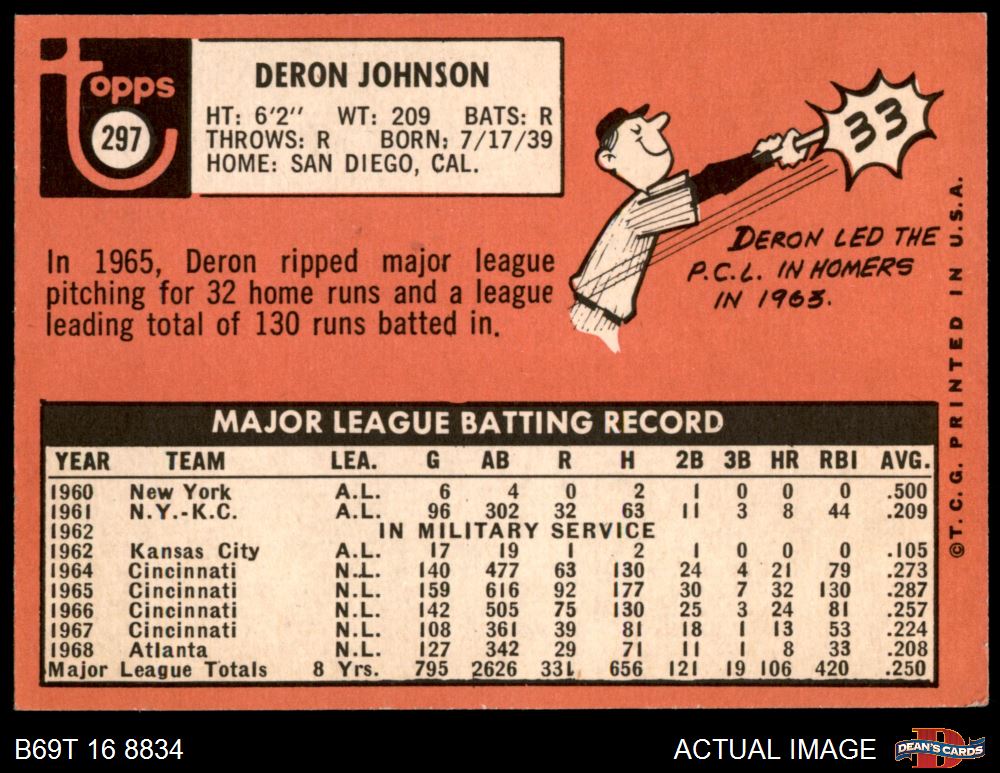 Topps
297
DERON JOHNSON
HT: 6'2" WT: 209 BATS: R
THROWS: R BORN: 7/17/39
HOME: SAN DIEGO, CAL.
33
DERON LED THE
P.C.L. IN HOMERS
IN 1963.
In 1965, Deron ripped major league
pitching for 32 home runs and a league
leading total of 130 runs batted in.
©T.C.G. PRINTED IN U.S.A.
MAJOR LEAGUE BATTING RECORD
YEAR TEAM LEA. G AB R H 2B 3B HR RBI AVG.
1960 New York A.L. 6 4 0 2 1 0 0 0 .500
1961 N.Y.-K.C. A.L. 96 302 32 63 11 3 8 44 .209
1962 IN MILITARY SERVICE
1962 Kansas City A.L. 17 19 1 2 1 0 0 0 .105
1964 Cincinnati N.L. 140 477 63 130 24 4 21 79 .273
1965 Cincinnati N.L. 159 616 92 177 30 7 32 130 .287
1966 Cincinnati N.L. 142 505 75 130 25 3 24 81 .257
1967 Cincinnati N.L. 108 361 39 81 18 1 13 53 .224
1968 Atlanta N.L. 127 342 29 71 11 1 8 33 .208
Major League Totals 8 Yrs. 795 2626 331 656 121 19 106 420 .250
B69T 16 8834
ACTUAL IMAGE
D
DEAN'S CARDS